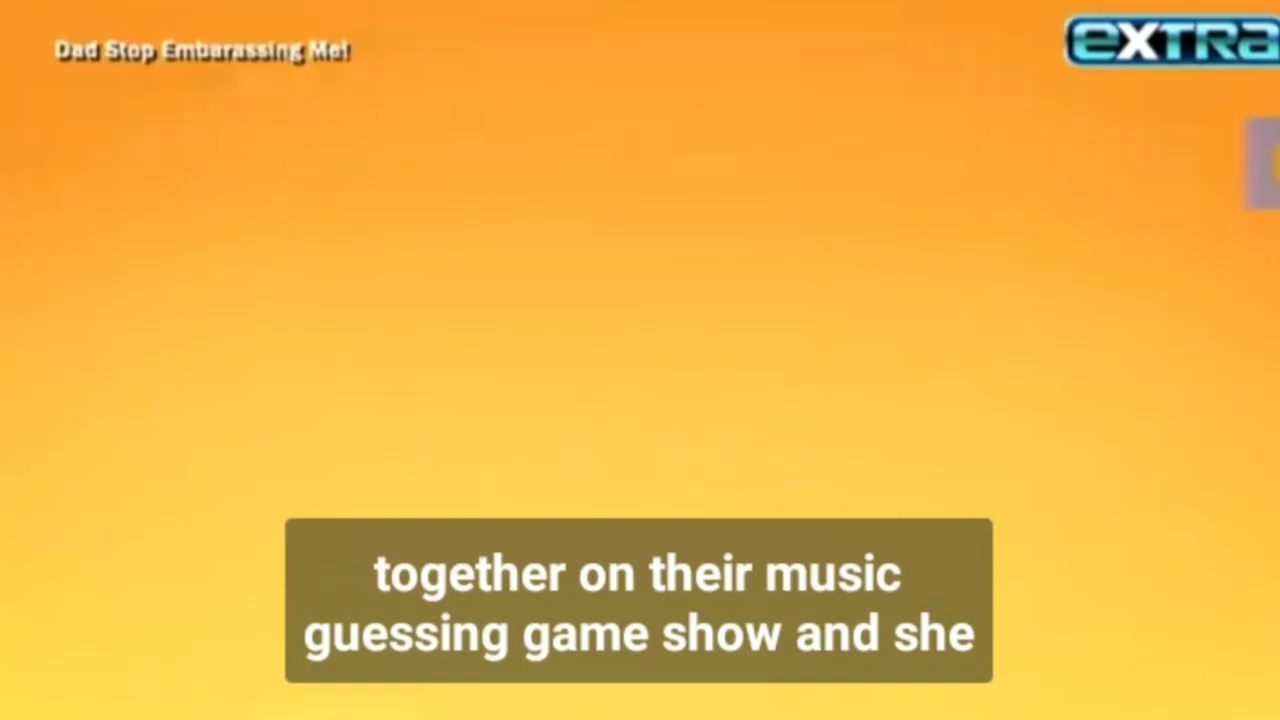 Dad Stop Embarassing Me!
extra
together on their music
guessing game show and she